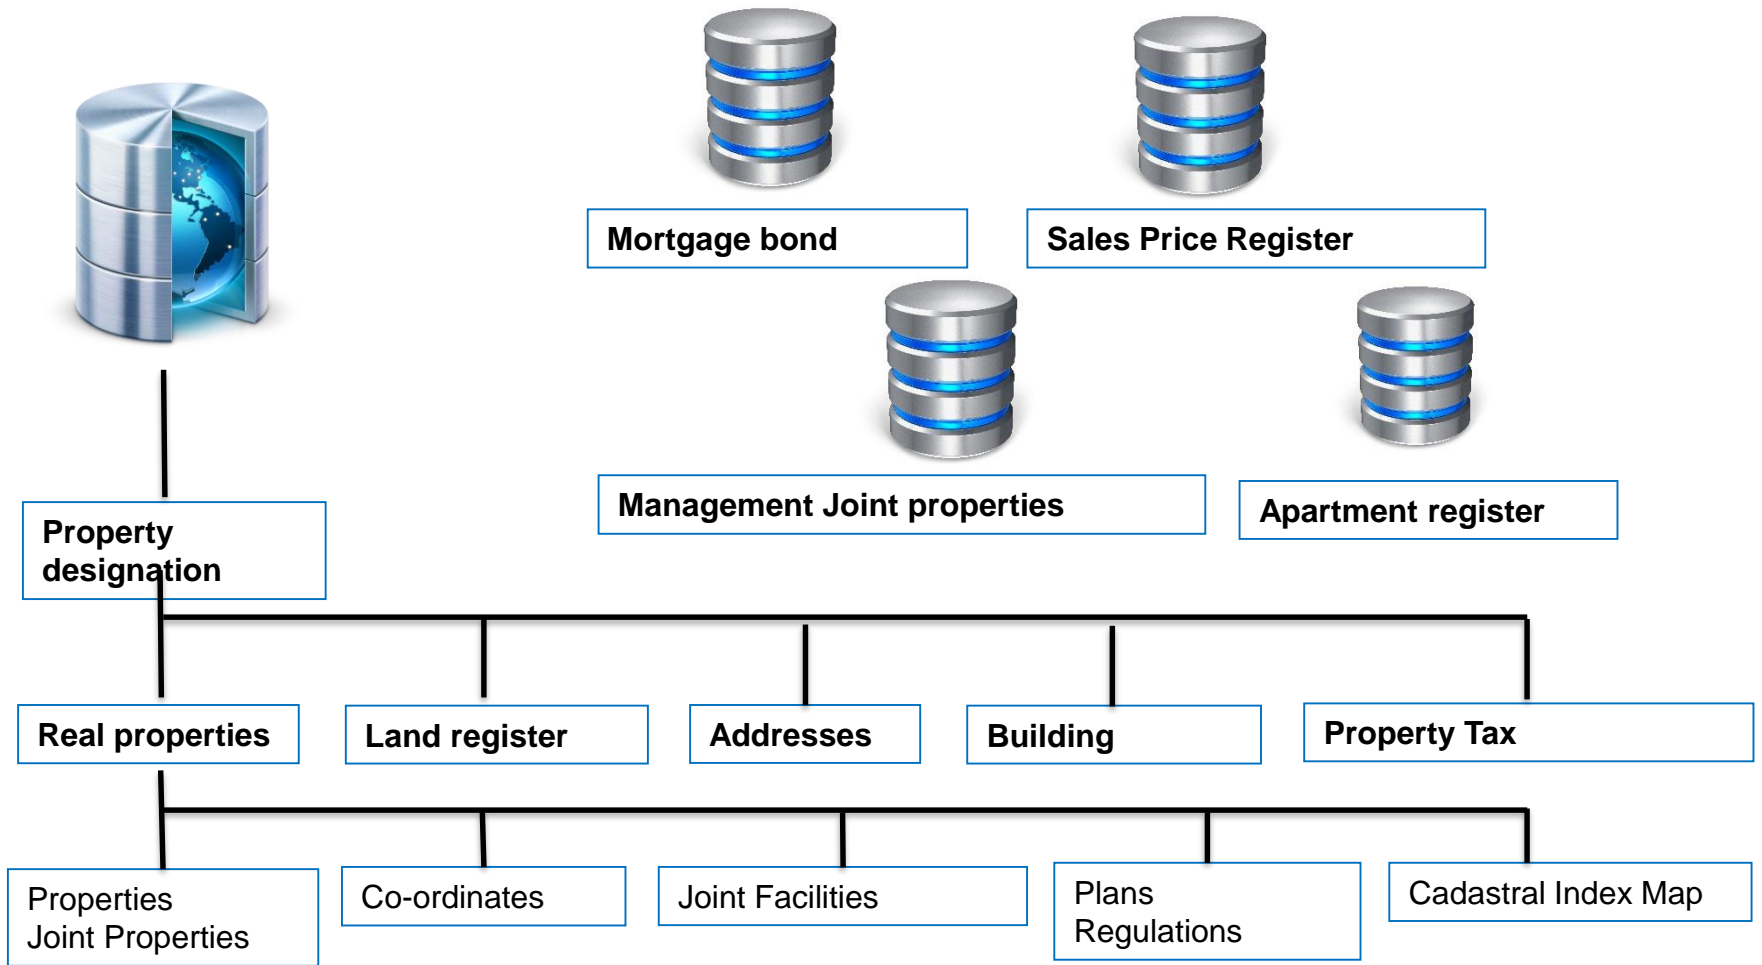 Mortgage bond
Sales Price Register
Management Joint properties
Apartment register
Property
designation
Real properties
Land register
Addresses
Building
Property Tax
Properties
Joint Properties
Co-ordinates
Joint Facilities
Plans
Regulations
Cadastral Index Map